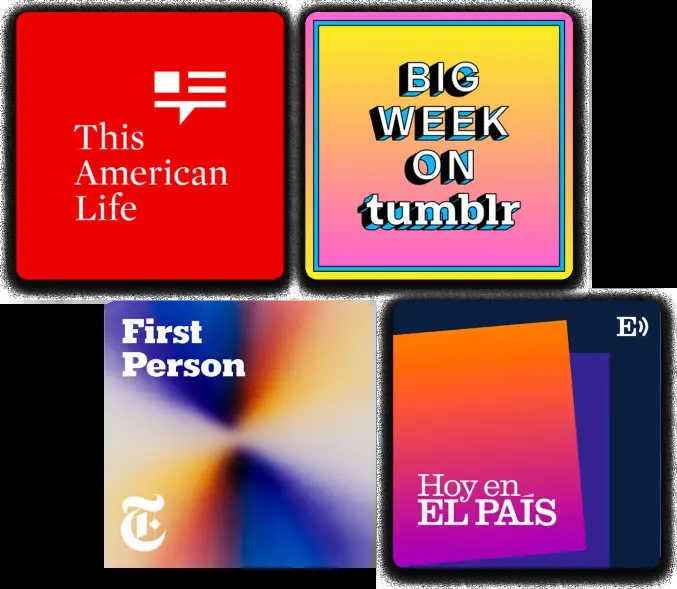 This
American
Life
BIG
WEEK
ON
tumblr
First
Person
T
E
Hoy en
EL PAÍS